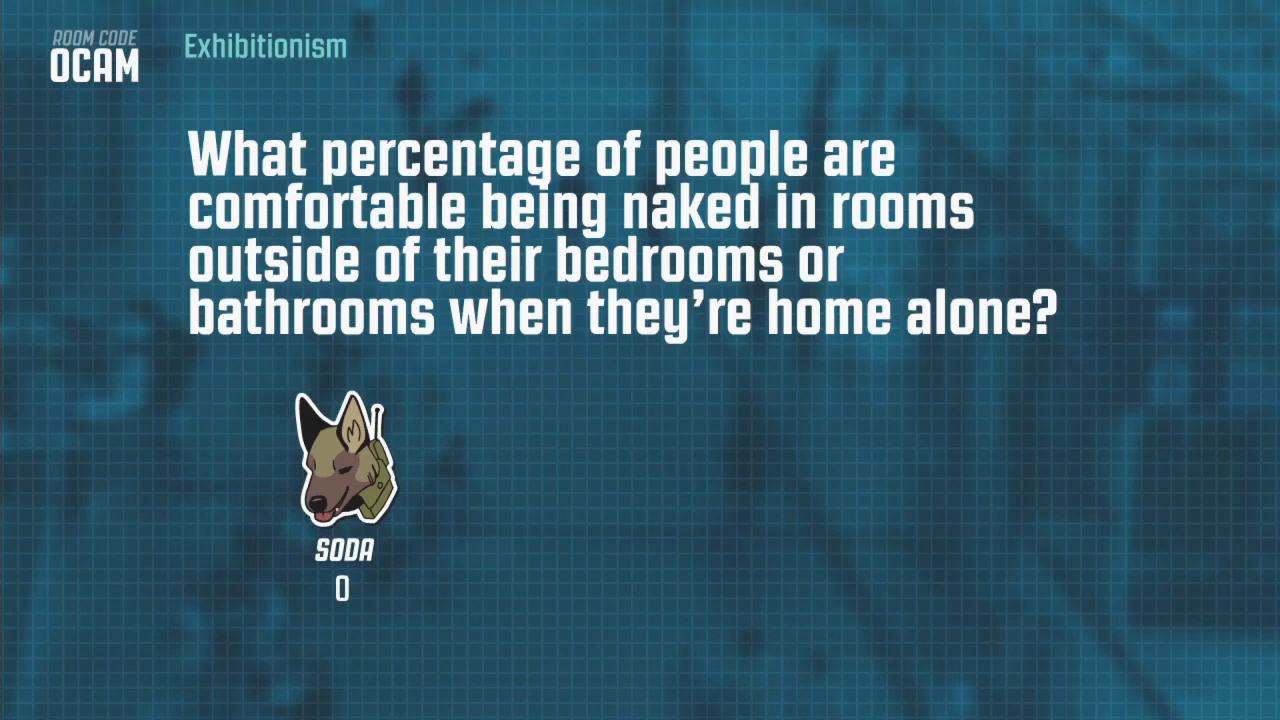 ROOM CODE
OCAM
Exhibitionism
What percentage of people are
comfortable being naked in rooms
outside of their bedrooms or
bathrooms when they’re home alone?
SODA
0